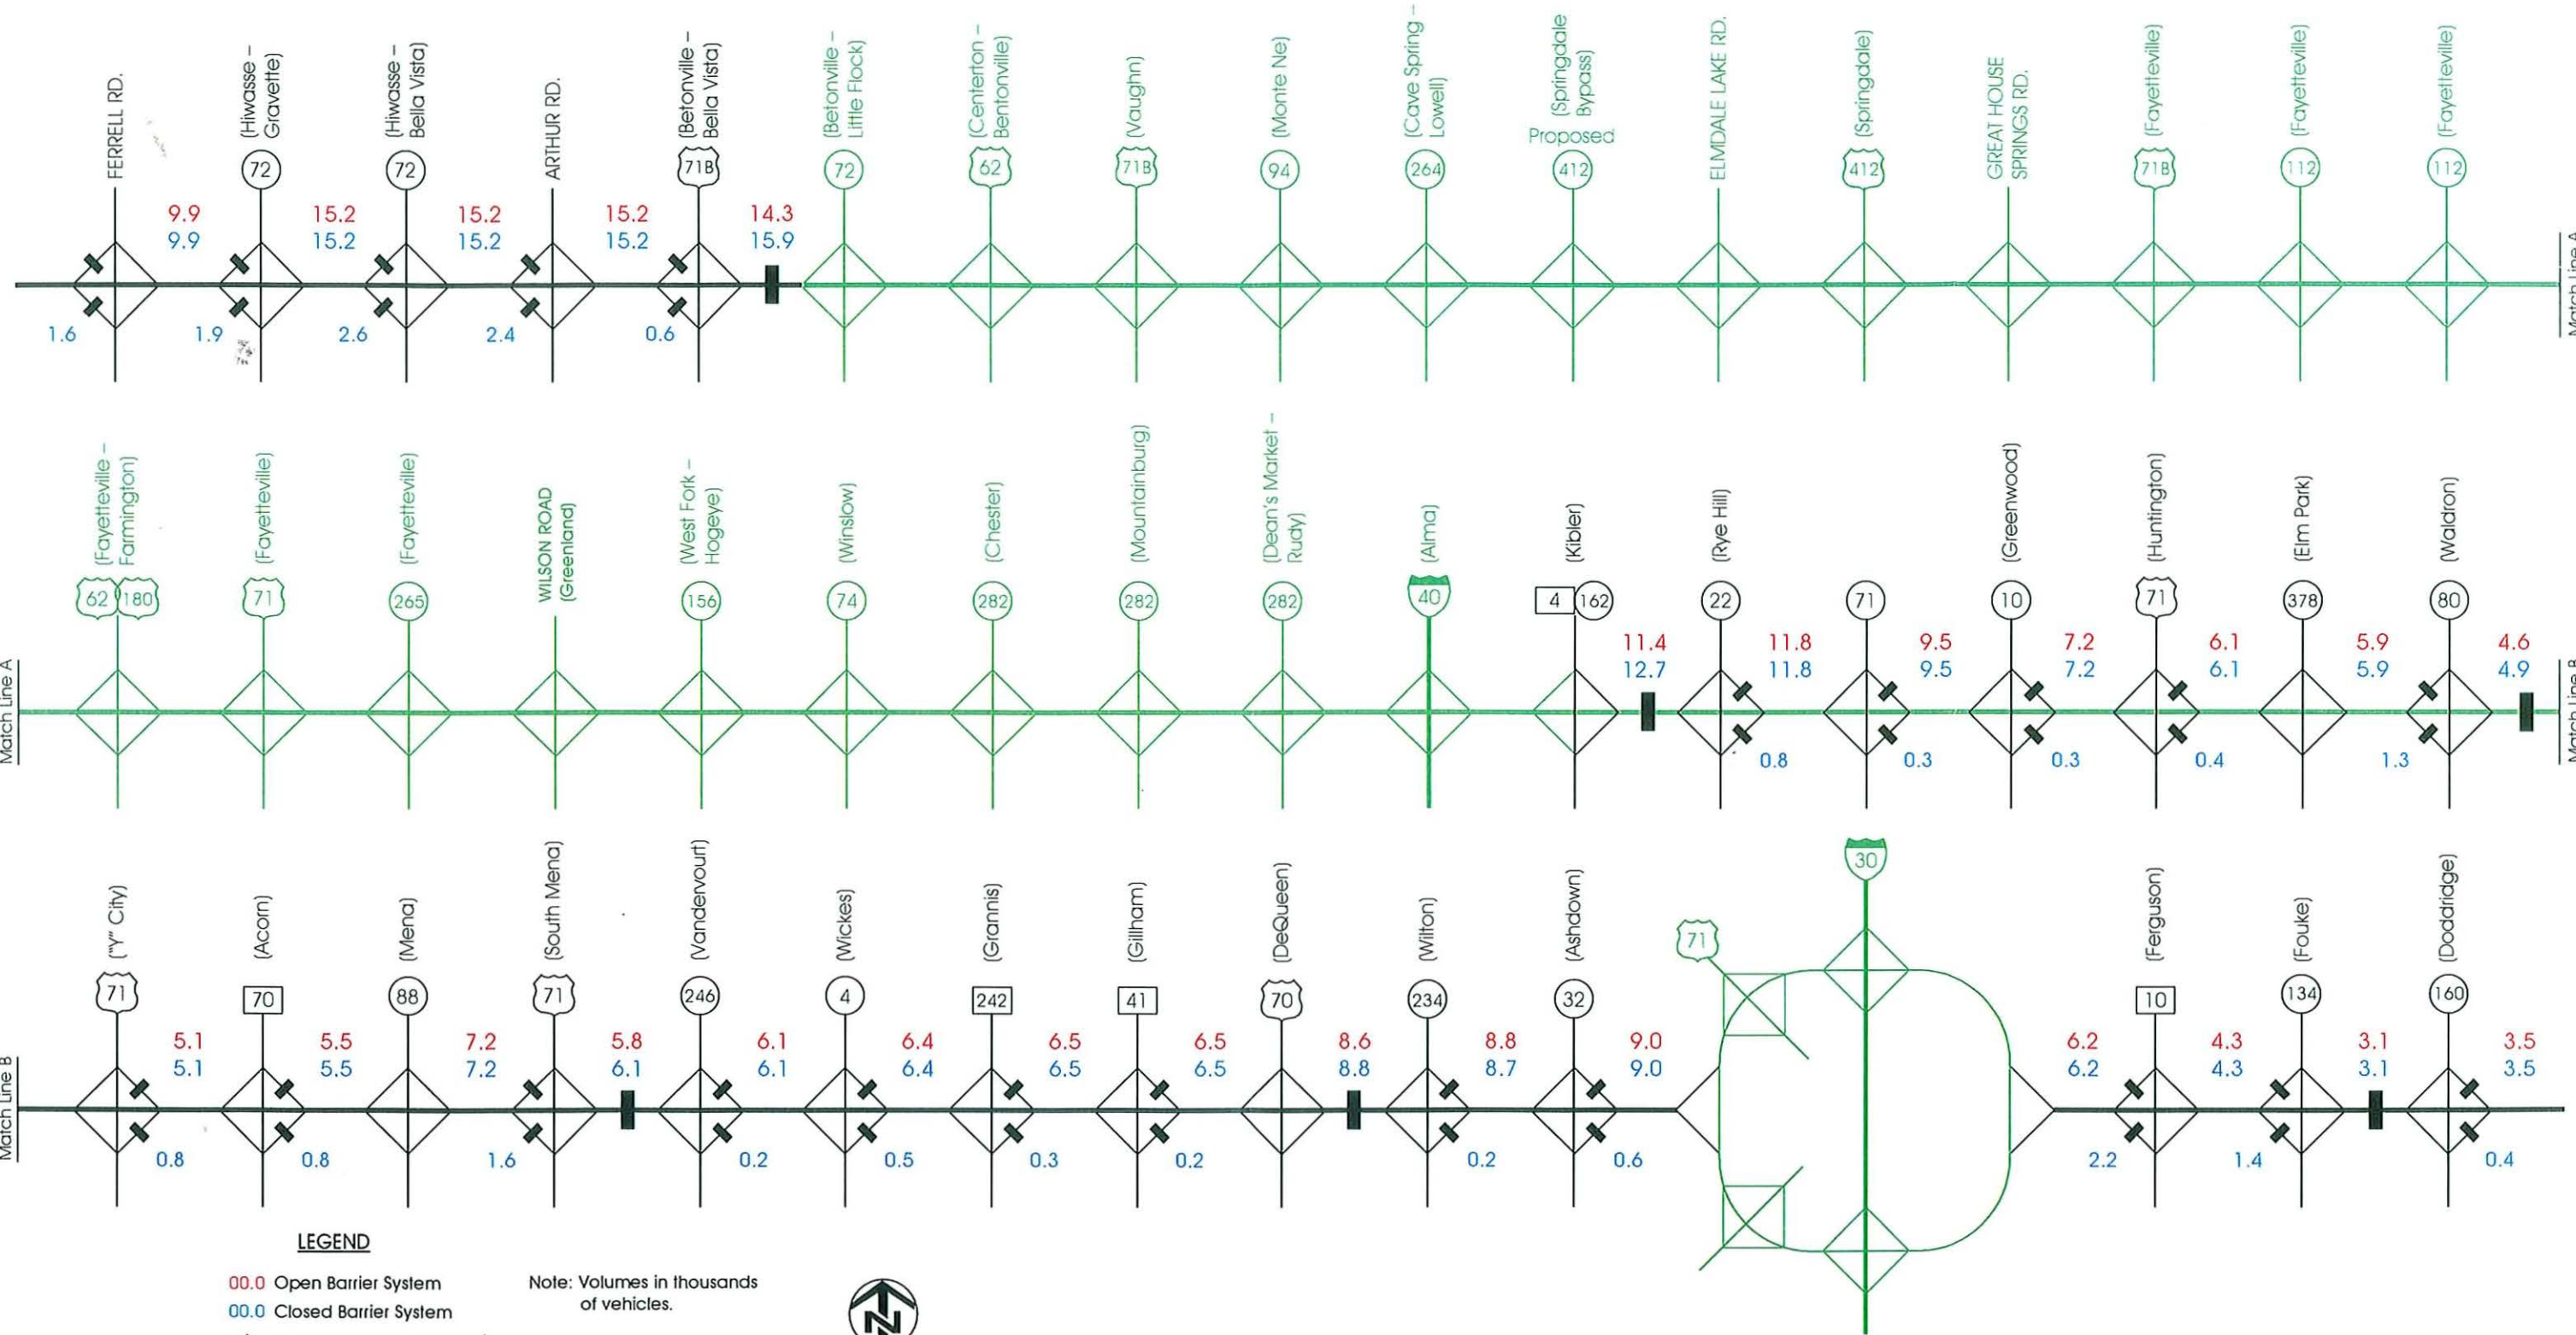 FERRELL RD.
(Hiwasse –
Gravette)
(Hiwasse –
Bella Vista)
ARTHUR RD.
(Betonville –
Bella Vista)
(Betonville –
Little Flock)
(Centerton –
Bentonville)
(Vaughn)
(Monte Ne)
(Cave Spring –
Lowell)
(Springdale
Bypass)
Proposed
ELMDALE LAKE RD.
(Springdale)
GREAT HOUSE
SPRINGS RD.
(Fayetteville)
(Fayetteville)
(Fayetteville)
72 72 71B 72 62 71B 94 264 412 412 71B 112 112
9.9 15.2 15.2 15.2 14.3
9.9 15.2 15.2 15.2 15.9
1.6 1.9 2.6 2.4 0.6
Match Line A
Match Line A
(Fayetteville –
Farmington)
(Fayetteville)
(Fayetteville)
WILSON ROAD
(Greenland)
(West Fork –
Hogeye)
(Winslow)
(Chester)
(Mountainburg)
(Dean's Market –
Rudy)
(Alma)
(Kibler)
(Rye Hill)
(Greenwood)
(Huntington)
(Elm Park)
(Waldron)
62 180 71 265 156 74 282 282 282 40 4 162 22 71 10 71 378 80
11.4 11.8 9.5 7.2 6.1 5.9 4.6
12.7 11.8 9.5 7.2 6.1 5.9 4.9
0.8 0.3 0.3 0.4 1.3
Match Line B
Match Line B
("Y" City)
(Acorn)
(Mena)
(South Mena)
(Vandervourt)
(Wickes)
(Grannis)
(Gillham)
(DeQueen)
(Wilton)
(Ashdown)
(Ferguson)
(Fouke)
(Doddridge)
30
71
71 70 88 71 246 4 242 41 70 234 32 10 134 160
5.1 5.5 7.2 5.8 6.1 6.4 6.5 6.5 8.6 8.8 9.0 6.2 4.3 3.1 3.5
5.1 5.5 7.2 6.1 6.1 6.4 6.5 6.5 8.8 8.7 9.0 6.2 4.3 3.1 3.5
0.8 0.8 1.6 0.2 0.5 0.3 0.2 0.2 0.6 2.2 1.4 0.4
LEGEND
00.0 Open Barrier System
00.0 Closed Barrier System
Note: Volumes in thousands
of vehicles.
N